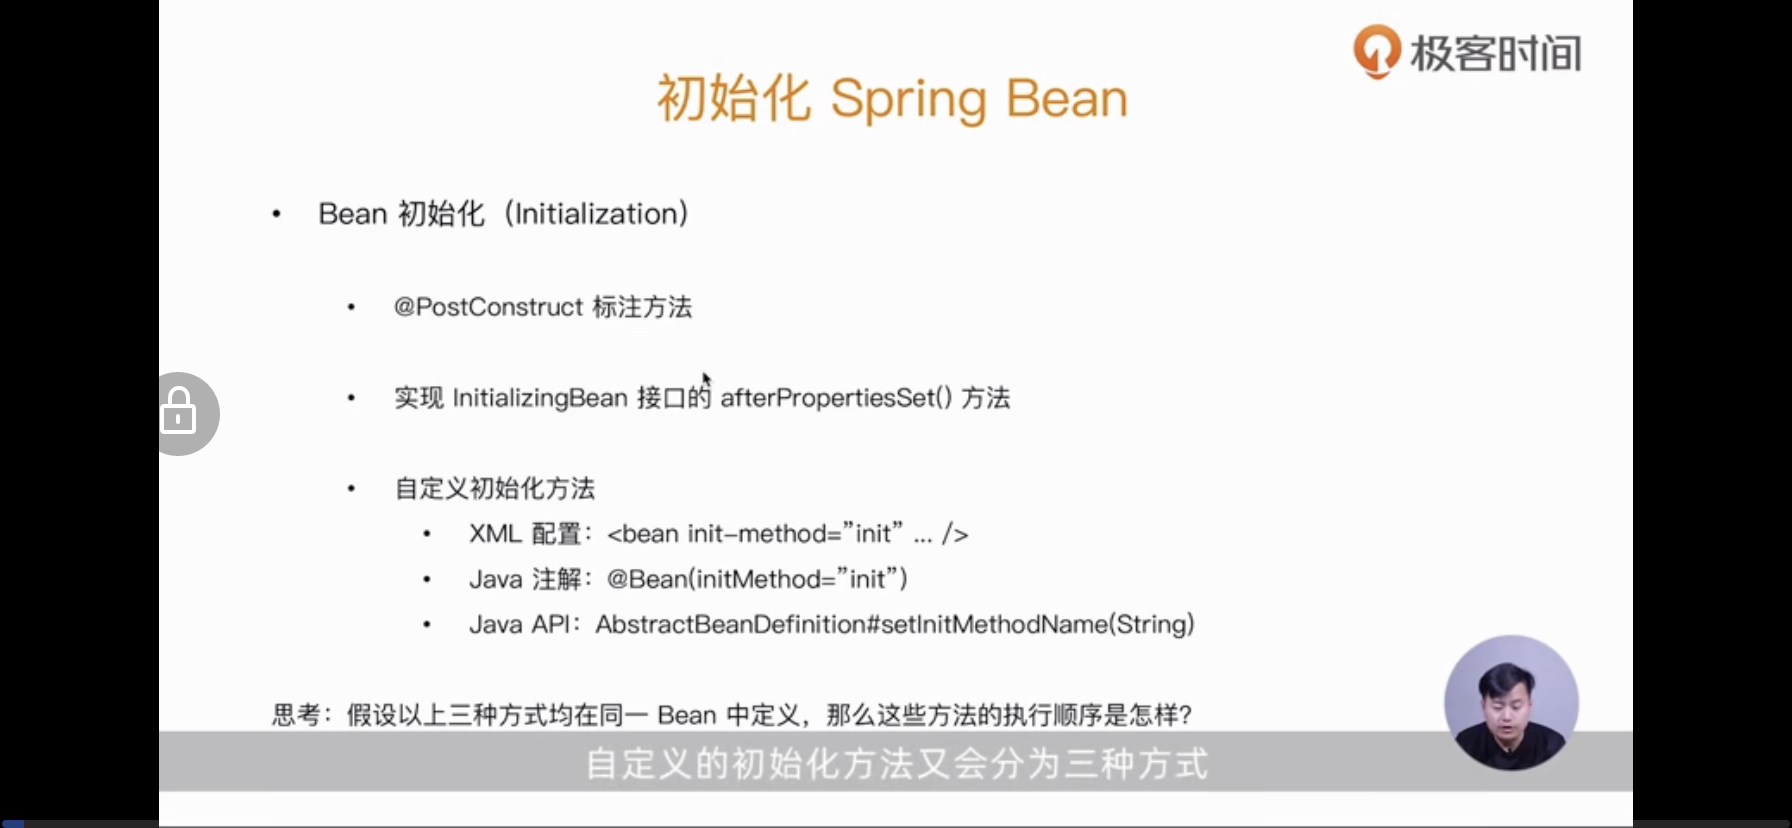 极客时间
初始化 Spring Bean
• Bean 初始化（Initialization）
• @PostConstruct 标注方法
• 实现 InitializingBean 接口的 afterPropertiesSet() 方法
• 自定义初始化方法
• XML 配置：<bean init-method=”init” ... />
• Java 注解：@Bean(initMethod=”init”)
• Java API：AbstractBeanDefinition#setInitMethodName(String)
思考：假设以上三种方式均在同一 Bean 中定义，那么这些方法的执行顺序是怎样?
自定义的初始化方法又会分为三种方式